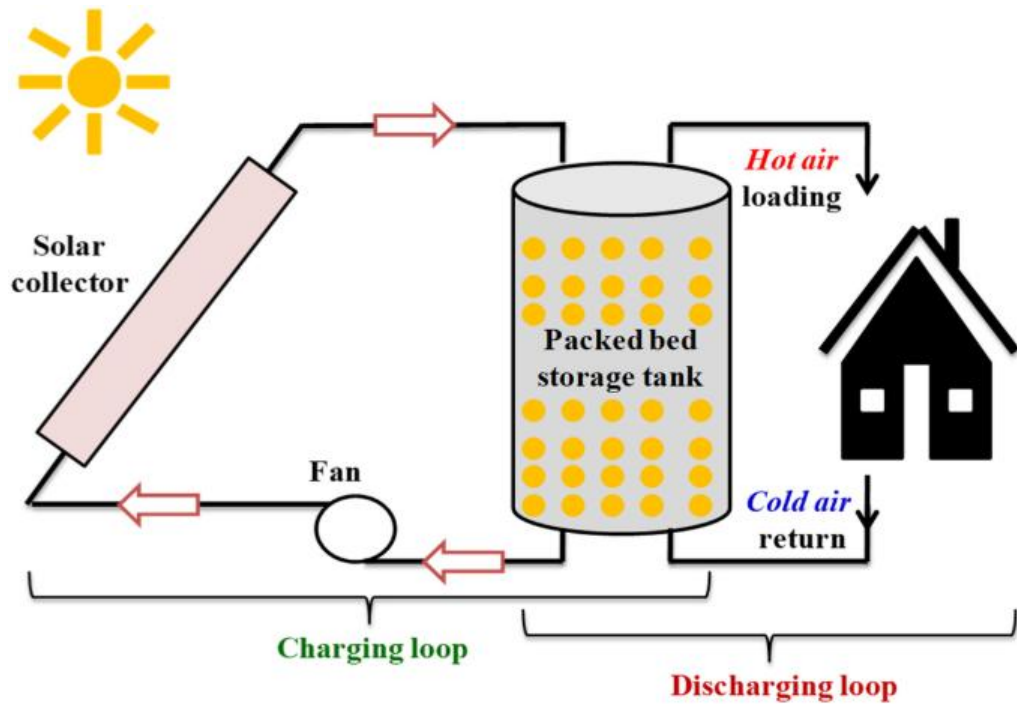 Hot air
loading
Solar
collector
Packed bed
storage tank
Fan
Cold air
return
Charging loop
Discharging loop